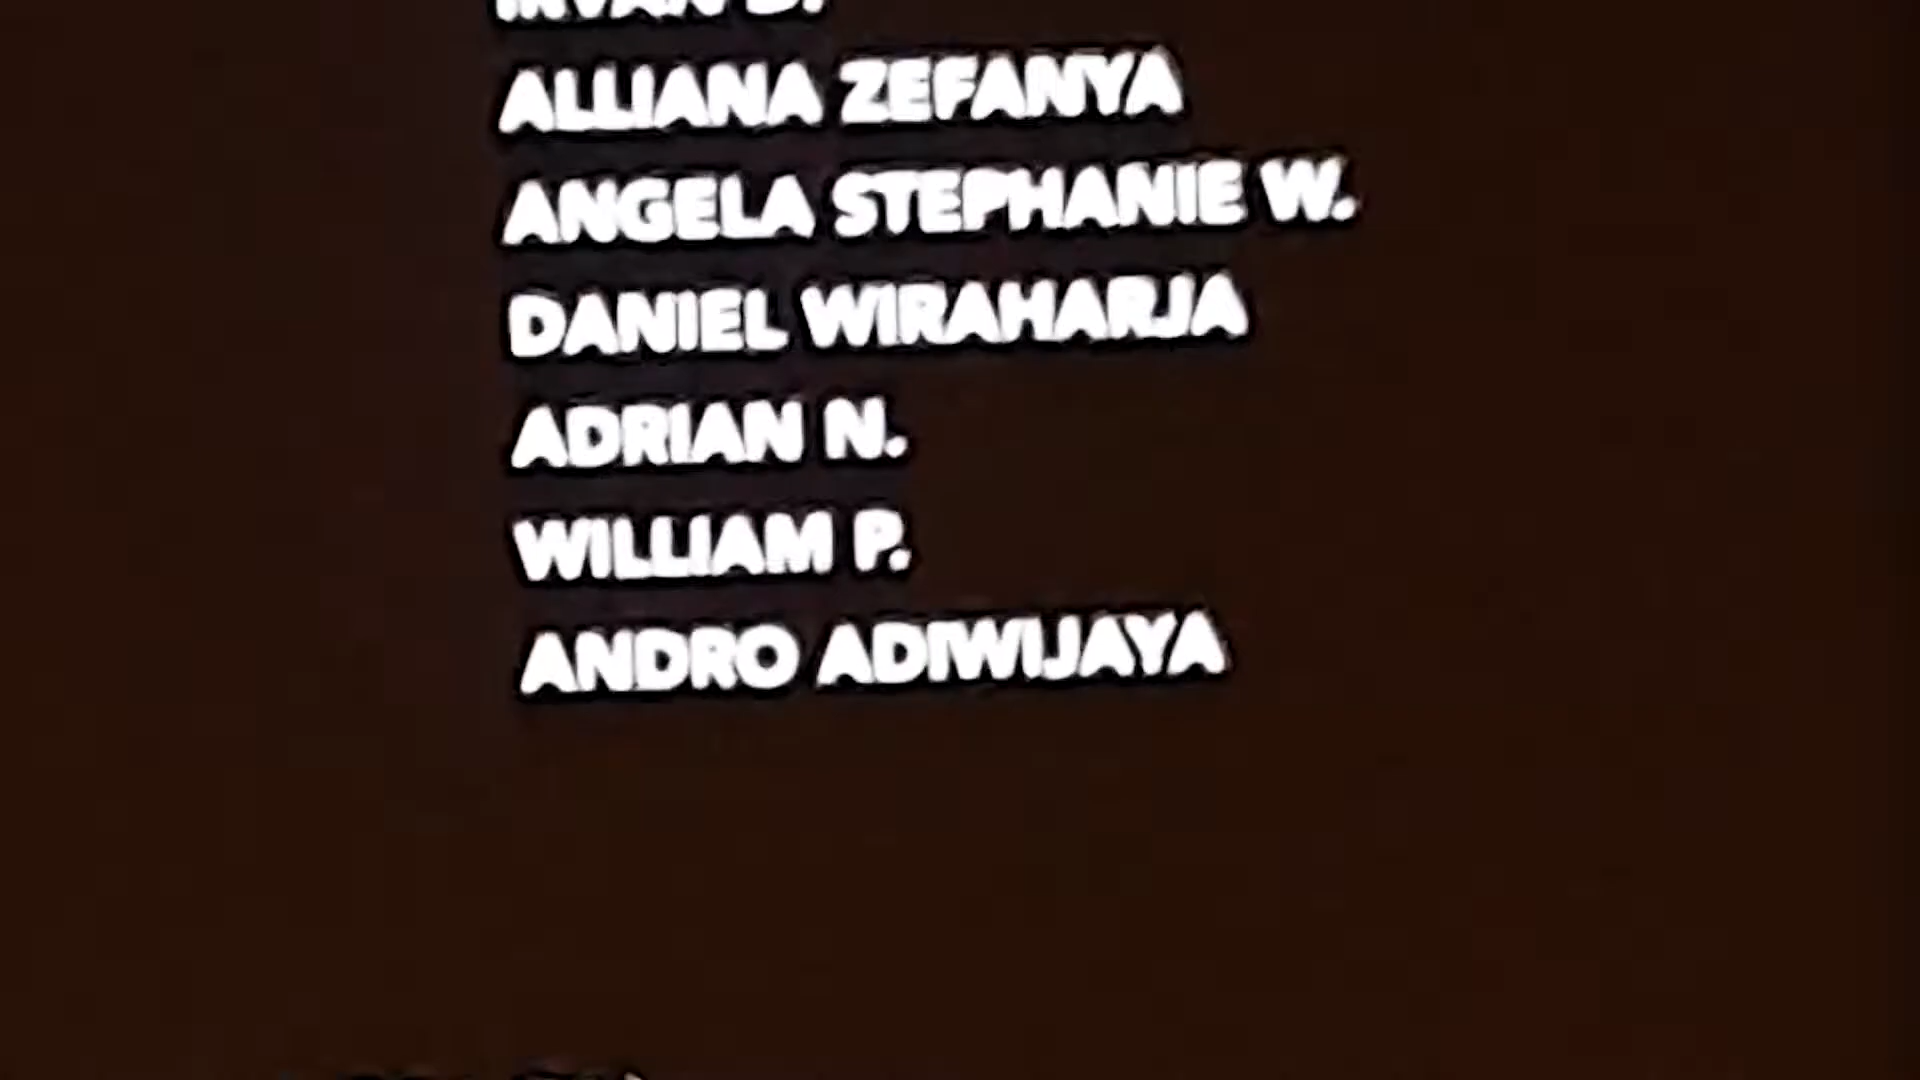 ALLIANA ZEFANYA
ANGELA STEPHANIE W.
DANIEL WIRAHARJA
ADRIAN N.
WILLIAM P.
ANDRO ADIWIJAYA